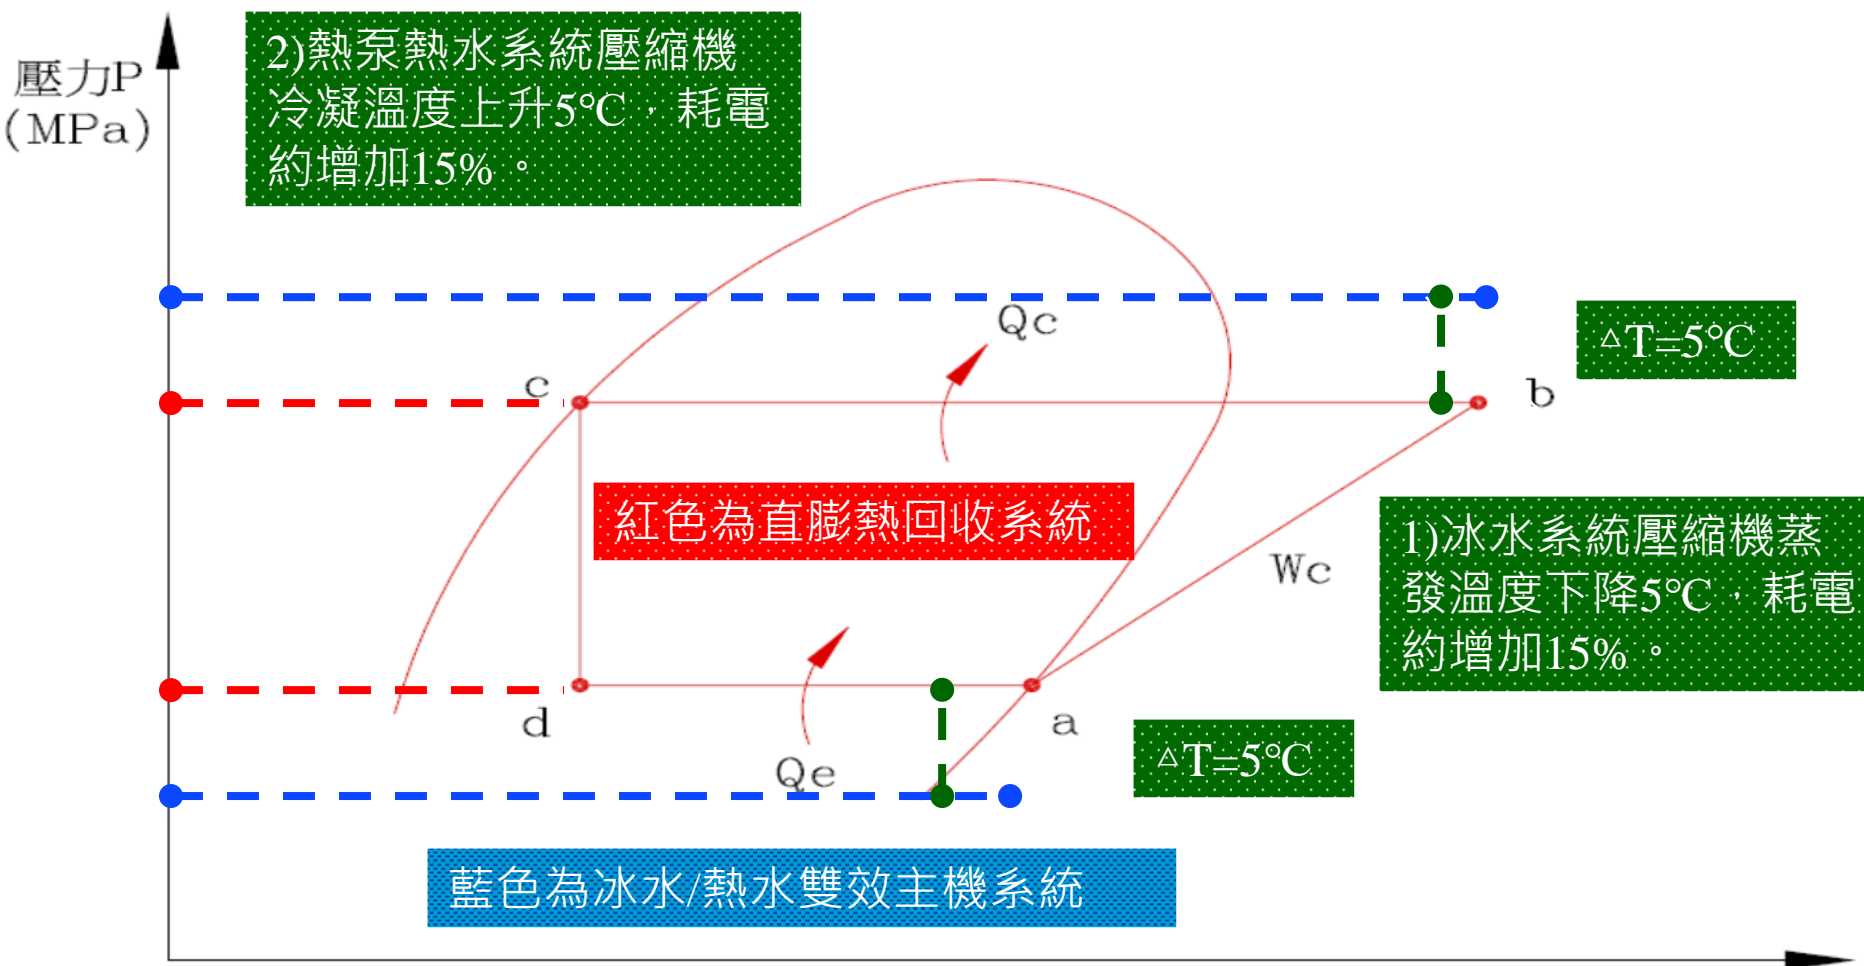 壓力P
(MPa)
2)熱泵熱水系統壓縮機
冷凝溫度上升5℃，耗電
約增加15%。
Qc
△T=5℃
c
b
紅色為直膨熱回收系統
Wc
1)冰水系統壓縮機蒸
發溫度下降5℃，耗電
約增加15%。
d
a
△T=5℃
Qe
藍色為冰水/熱水雙效主機系統